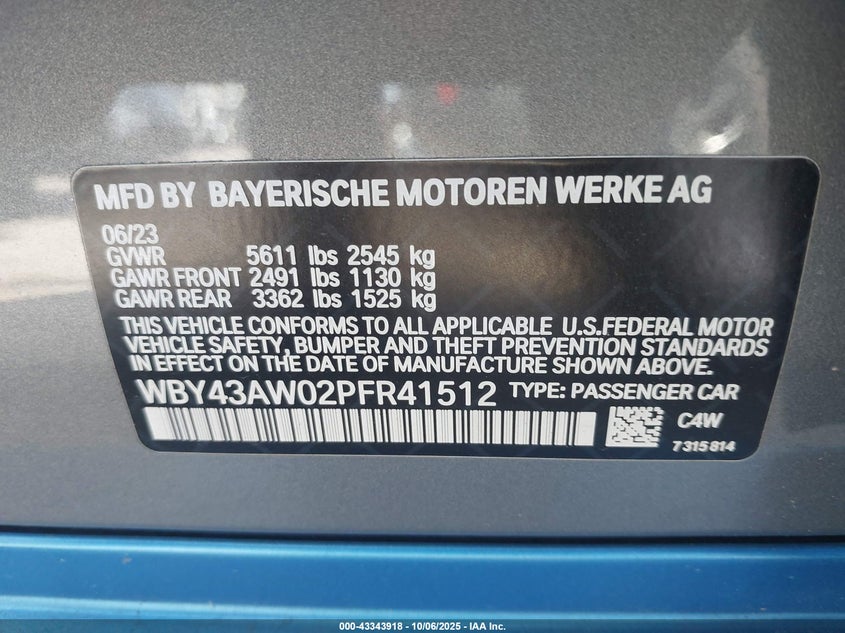 MFD BY BAYERISCHE MOTOREN WERKE AG
06/23
GVWR 5611 lbs 2545 kg
GAWR FRONT 2491 lbs 1130 kg
GAWR REAR 3362 lbs 1525 kg
THIS VEHICLE CONFORMS TO ALL APPLICABLE U.S.FEDERAL MOTOR
VEHICLE SAFETY, BUMPER AND THEFT PREVENTION STANDARDS
IN EFFECT ON THE DATE OF MANUFACTURE SHOWN ABOVE.
WBY43AW02PFR41512 TYPE: PASSENGER CAR
C4W
7315814
000-43343918 - 10/06/2025 - IAA Inc.